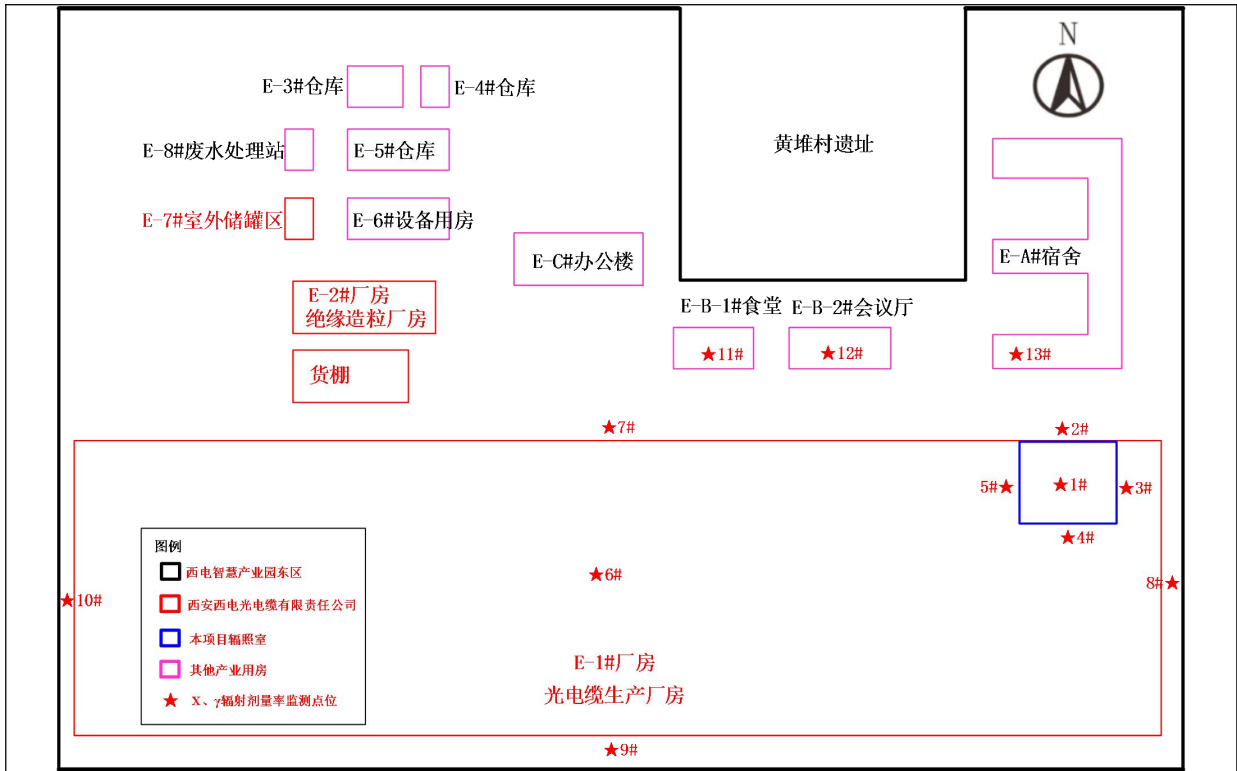 N
E-3#仓库
E-4#仓库
E-8#废水处理站
E-5#仓库
黄堆村遗址
E-7#室外储罐区
E-6#设备用房
E-C#办公楼
E-A#宿舍
E-2#厂房
绝缘造粒厂房
E-B-1#食堂
E-B-2#会议厅
★11#
★12#
★13#
货棚
★7#
★2#
5#★
★1#
★3#
★4#
★6#
8#★
★10#
图例
西电智慧产业园东区
西安西电光电缆有限责任公司
本项目辐照室
其他产业用房
★ X、γ辐射剂量率监测点位
E-1#厂房
光电缆生产厂房
★9#